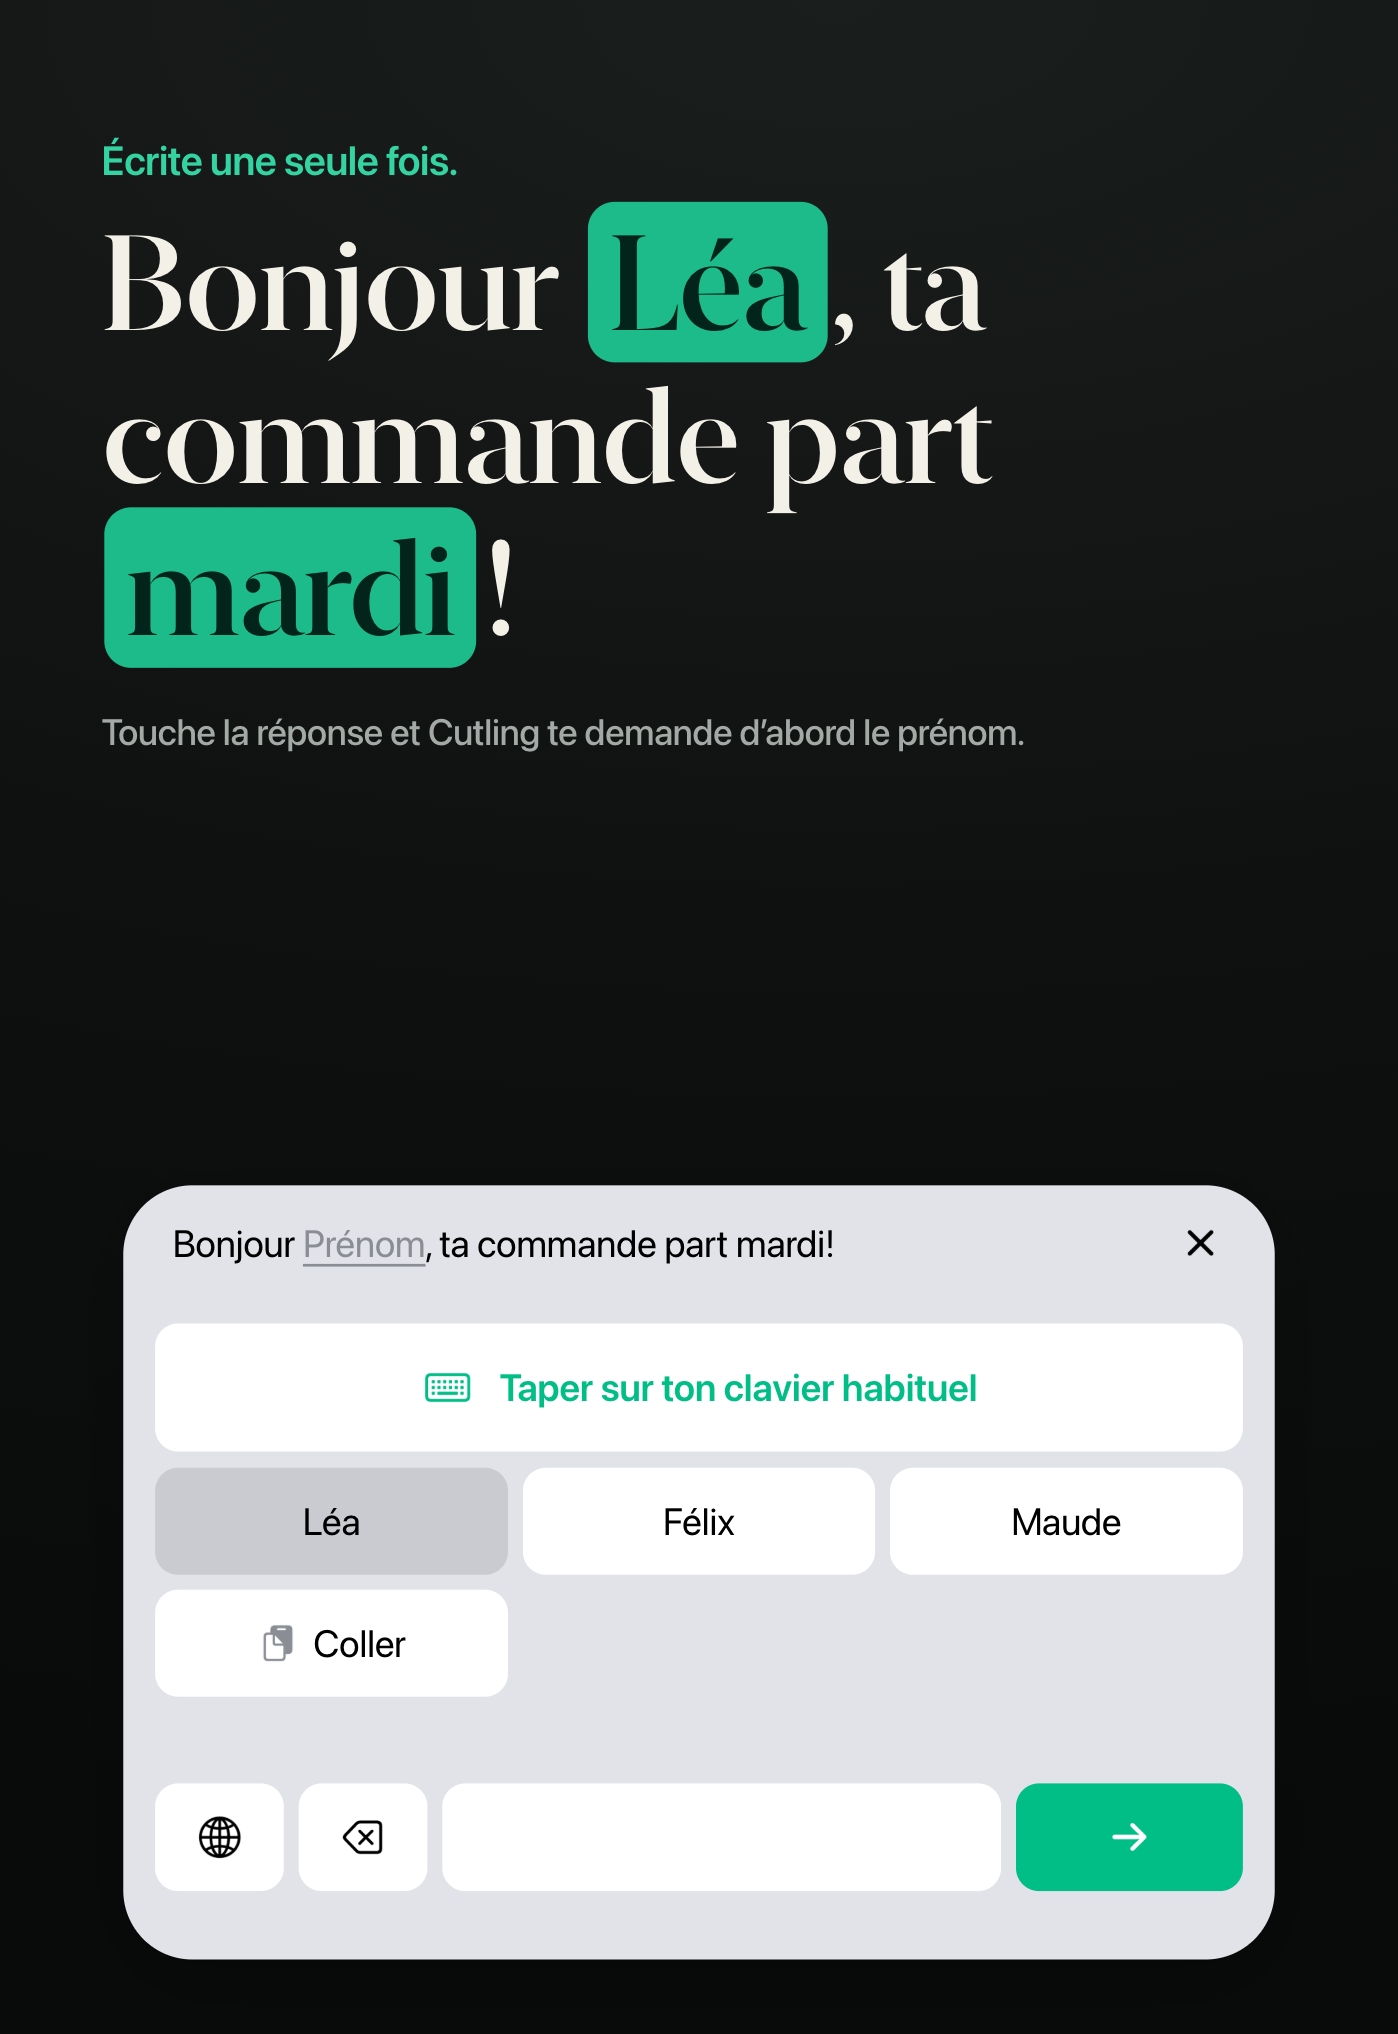 Écrite une seule fois.
Bonjour Léa, ta
commande part
mardi!
Touche la réponse et Cutling te demande d’abord le prénom.
Bonjour Prénom, ta commande part mardi!
Taper sur ton clavier habituel
Léa
Félix
Maude
Coller